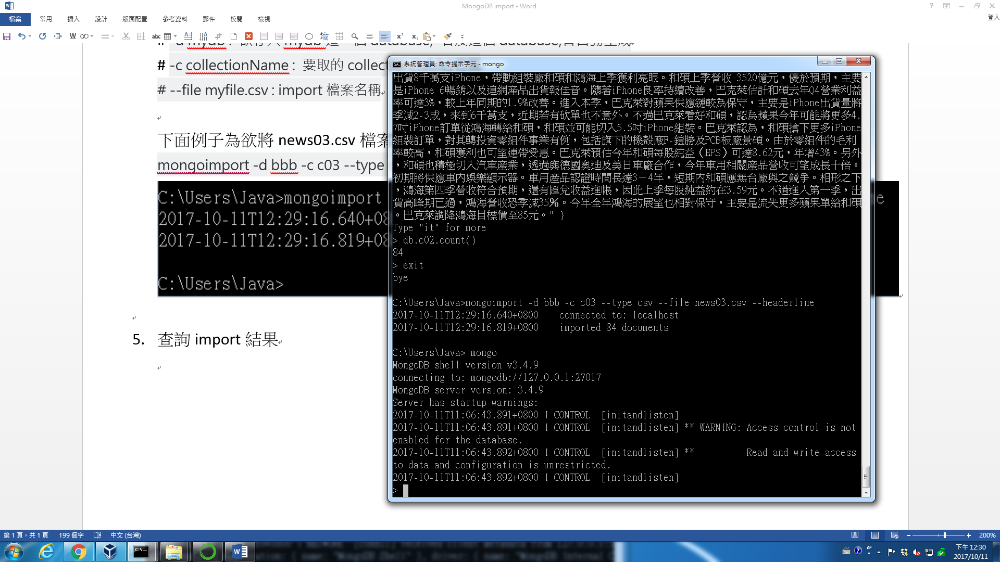 MongoDB import - Word
登入
檔案 常用 插入 設計 版面配置 參考資料 郵件 校閱 檢視
# -c collectionName : 要取的 collec
# --file myfile.csv : import 檔案名稱
下面例子為欲將 news03.csv 檔案
mongoimport -d bbb -c c03 --type
C:\Users\Java>mongoimport
2017-10-11T12:29:16.640+08
2017-10-11T12:29:16.819+08
C:\Users\Java>
5. 查詢 import 結果
系統管理員: 命令提示字元 - mongo
出貨8千萬支iPhone，帶動組裝廠和碩和鴻海上季獲利亮眼。和碩上季營收 3520億元，優於預期，主要
是iPhone 6暢銷以及連網產品出貨報佳音。隨著iPhone良率持續改善，巴克萊估計和碩去年Q4營業利益
率可達3%，較上年同期的1.9%改善。進入本季，巴克萊對蘋果供應鏈較為保守，主要是iPhone出貨量將
季減2-3成，來到6千萬支，近期若有砍單也不意外。不過巴克萊看好和碩，認為蘋果今年可能將更多4.
7吋iPhone訂單從鴻海轉給和碩，和碩並可能切入5.5吋iPhone組裝。巴克萊認為，和碩搶下更多iPhone
組裝訂單，對其轉投資零組件事業有例，包括旗下的機殼廠F-鎧勝及PCB板廠景碩。由於零組件的毛利
率較高，和碩獲利也可望連帶受惠。巴克萊預估今年和碩每股純益（EPS）可達8.62元，年增43%。另外
，和碩也積極切入汽車產業，透過與德國奧迪及美日車廠合作，今年車用相關產品營收可望成長十倍。
初期將供應車內娛樂顯示器。車用產品認證時間長達3－4年，短期內和碩應無台廠與之競爭。相形之下
，鴻海第四季營收符合預期，還有匯兌收益進帳，因此上季每股純益約在3.59元。不過進入第一季，出
貨高峰期已過，鴻海營收恐季減35％。今年全年鴻海的展望也相對保守，主要是流失更多蘋果單給和碩
。巴克萊調降鴻海目標價至85元。" }
Type "it" for more
> db.c02.count()
84
> exit
bye
C:\Users\Java>mongoimport -d bbb -c c03 --type csv --file news03.csv --headerline
2017-10-11T12:29:16.640+0800 connected to: localhost
2017-10-11T12:29:16.819+0800 imported 84 documents
C:\Users\Java> mongo
MongoDB shell version v3.4.9
connecting to: mongodb://127.0.0.1:27017
MongoDB server version: 3.4.9
Server has startup warnings:
2017-10-11T11:06:43.891+0800 I CONTROL [initandlisten]
2017-10-11T11:06:43.891+0800 I CONTROL [initandlisten] ** WARNING: Access control is not
enabled for the database.
2017-10-11T11:06:43.892+0800 I CONTROL [initandlisten] ** Read and write access
to data and configuration is unrestricted.
2017-10-11T11:06:43.892+0800 I CONTROL [initandlisten]
>
第 1 頁，共 1 頁 199 個字 中文 (台灣) 200%
下午 12:30
2017/10/11